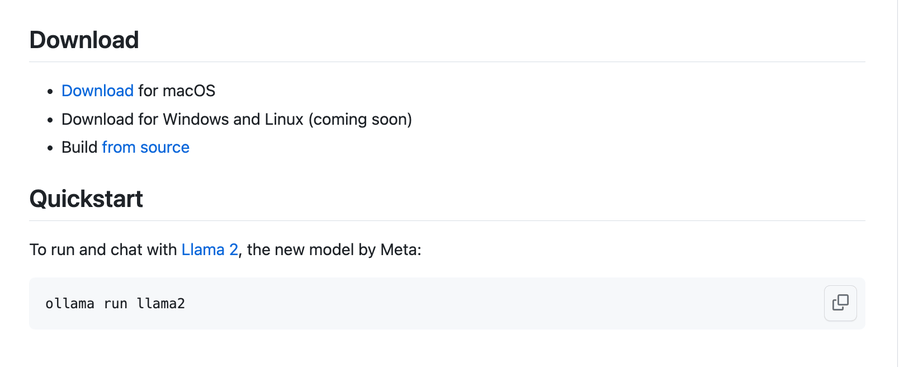 Download
Download for macOS
Download for Windows and Linux (coming soon)
Build from source
Quickstart
To run and chat with Llama 2, the new model by Meta:
ollama run llama2